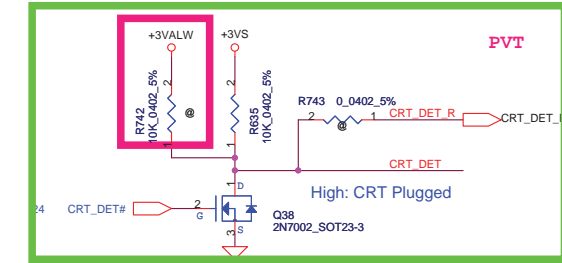 +3VALW
+3VS
PVT
R742
10K_0402_5%
@
R635
10K_0402_5%
2
2
1
1
R743
0_0402_5%
2
@
1
CRT_DET_R
CRT_DET
High: CRT Plugged
24
CRT_DET#
2
G
1
D
3
S
Q38
2N7002_SOT23-3